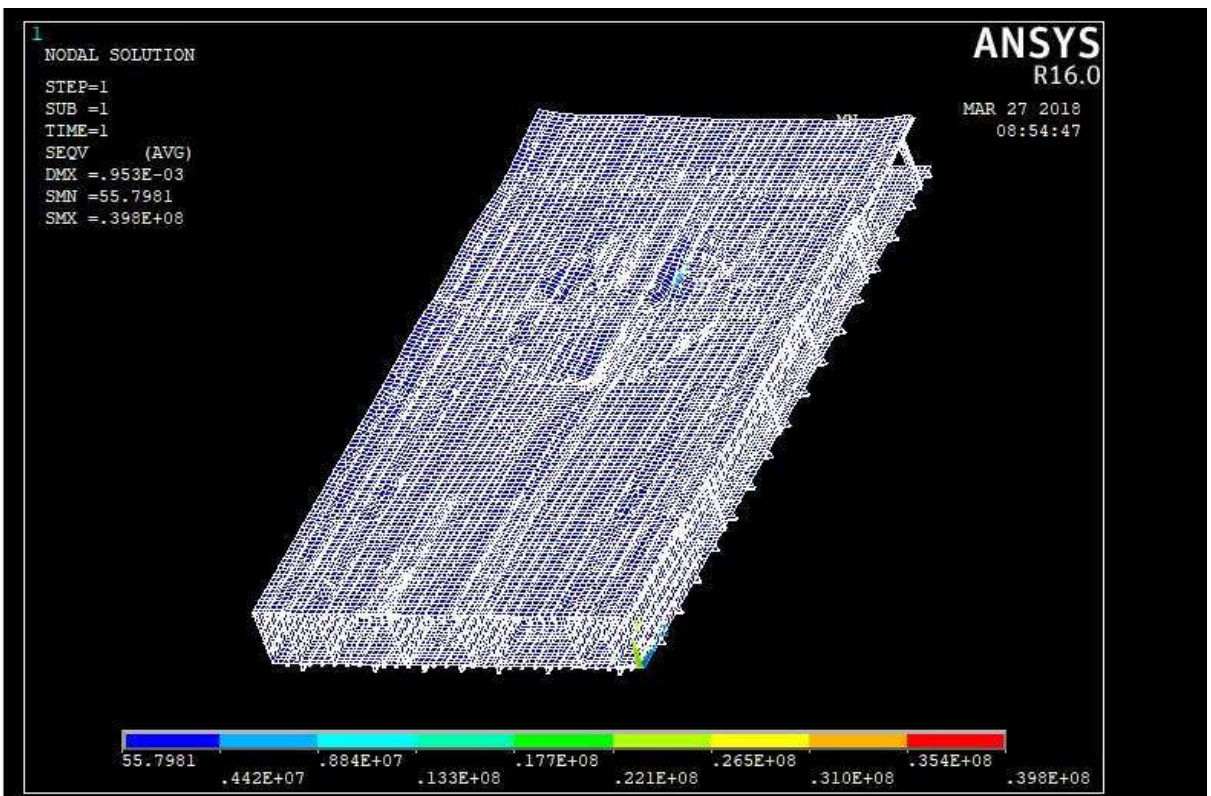 1
NODAL SOLUTION
STEP=1
SUB =1
TIME=1
SEQV (AVG)
DMX =.953E-03
SMN =55.7981
SMX =.398E+08
ANSYS
R16.0
MAR 27 2018
08:54:47
MN
55.7981 .884E+07 .177E+08 .265E+08 .354E+08
.442E+07 .133E+08 .221E+08 .310E+08 .398E+08